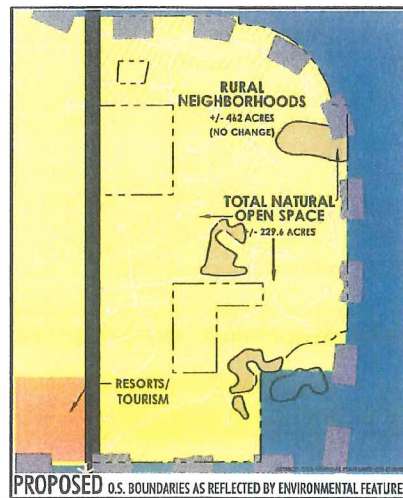 RURAL
NEIGHBORHOODS
+/- 462 ACRES
(NO CHANGE)
TOTAL NATURAL
OPEN SPACE
+/- 229.6 ACRES
RESORTS/
TOURISM
PROPOSED O.S. BOUNDARIES AS REFLECTED BY ENVIRONMENTAL FEATURE